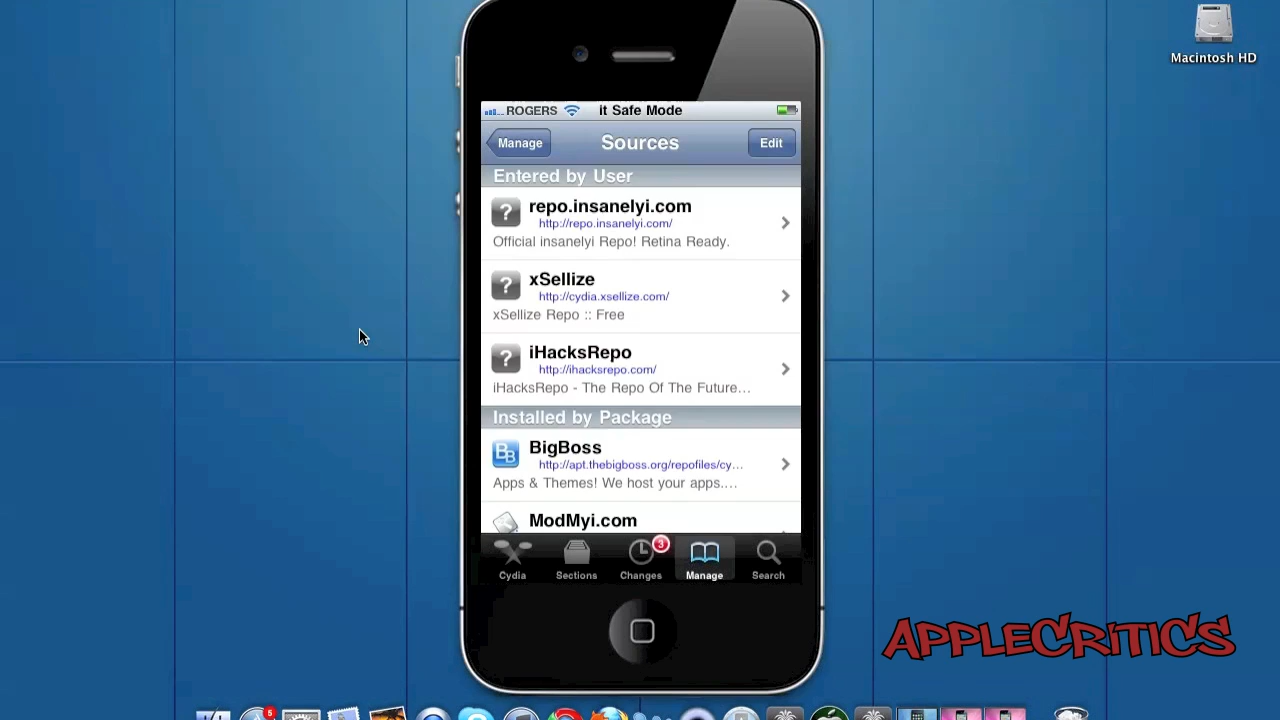 Macintosh HD
ROGERS it Safe Mode
Manage Sources Edit
Entered by User
repo.insanelyi.com
http://repo.insanelyi.com/
Official insanelyi Repo! Retina Ready.
xSellize
http://cydia.xsellize.com/
xSellize Repo :: Free
iHacksRepo
http://ihacksrepo.com/
iHacksRepo - The Repo Of The Future...
Installed by Package
BigBoss
http://apt.thebigboss.org/repofiles/cy...
Apps & Themes! We host your apps....
ModMyi.com
3
Cydia Sections Changes Manage Search
APPLECRITICS
5